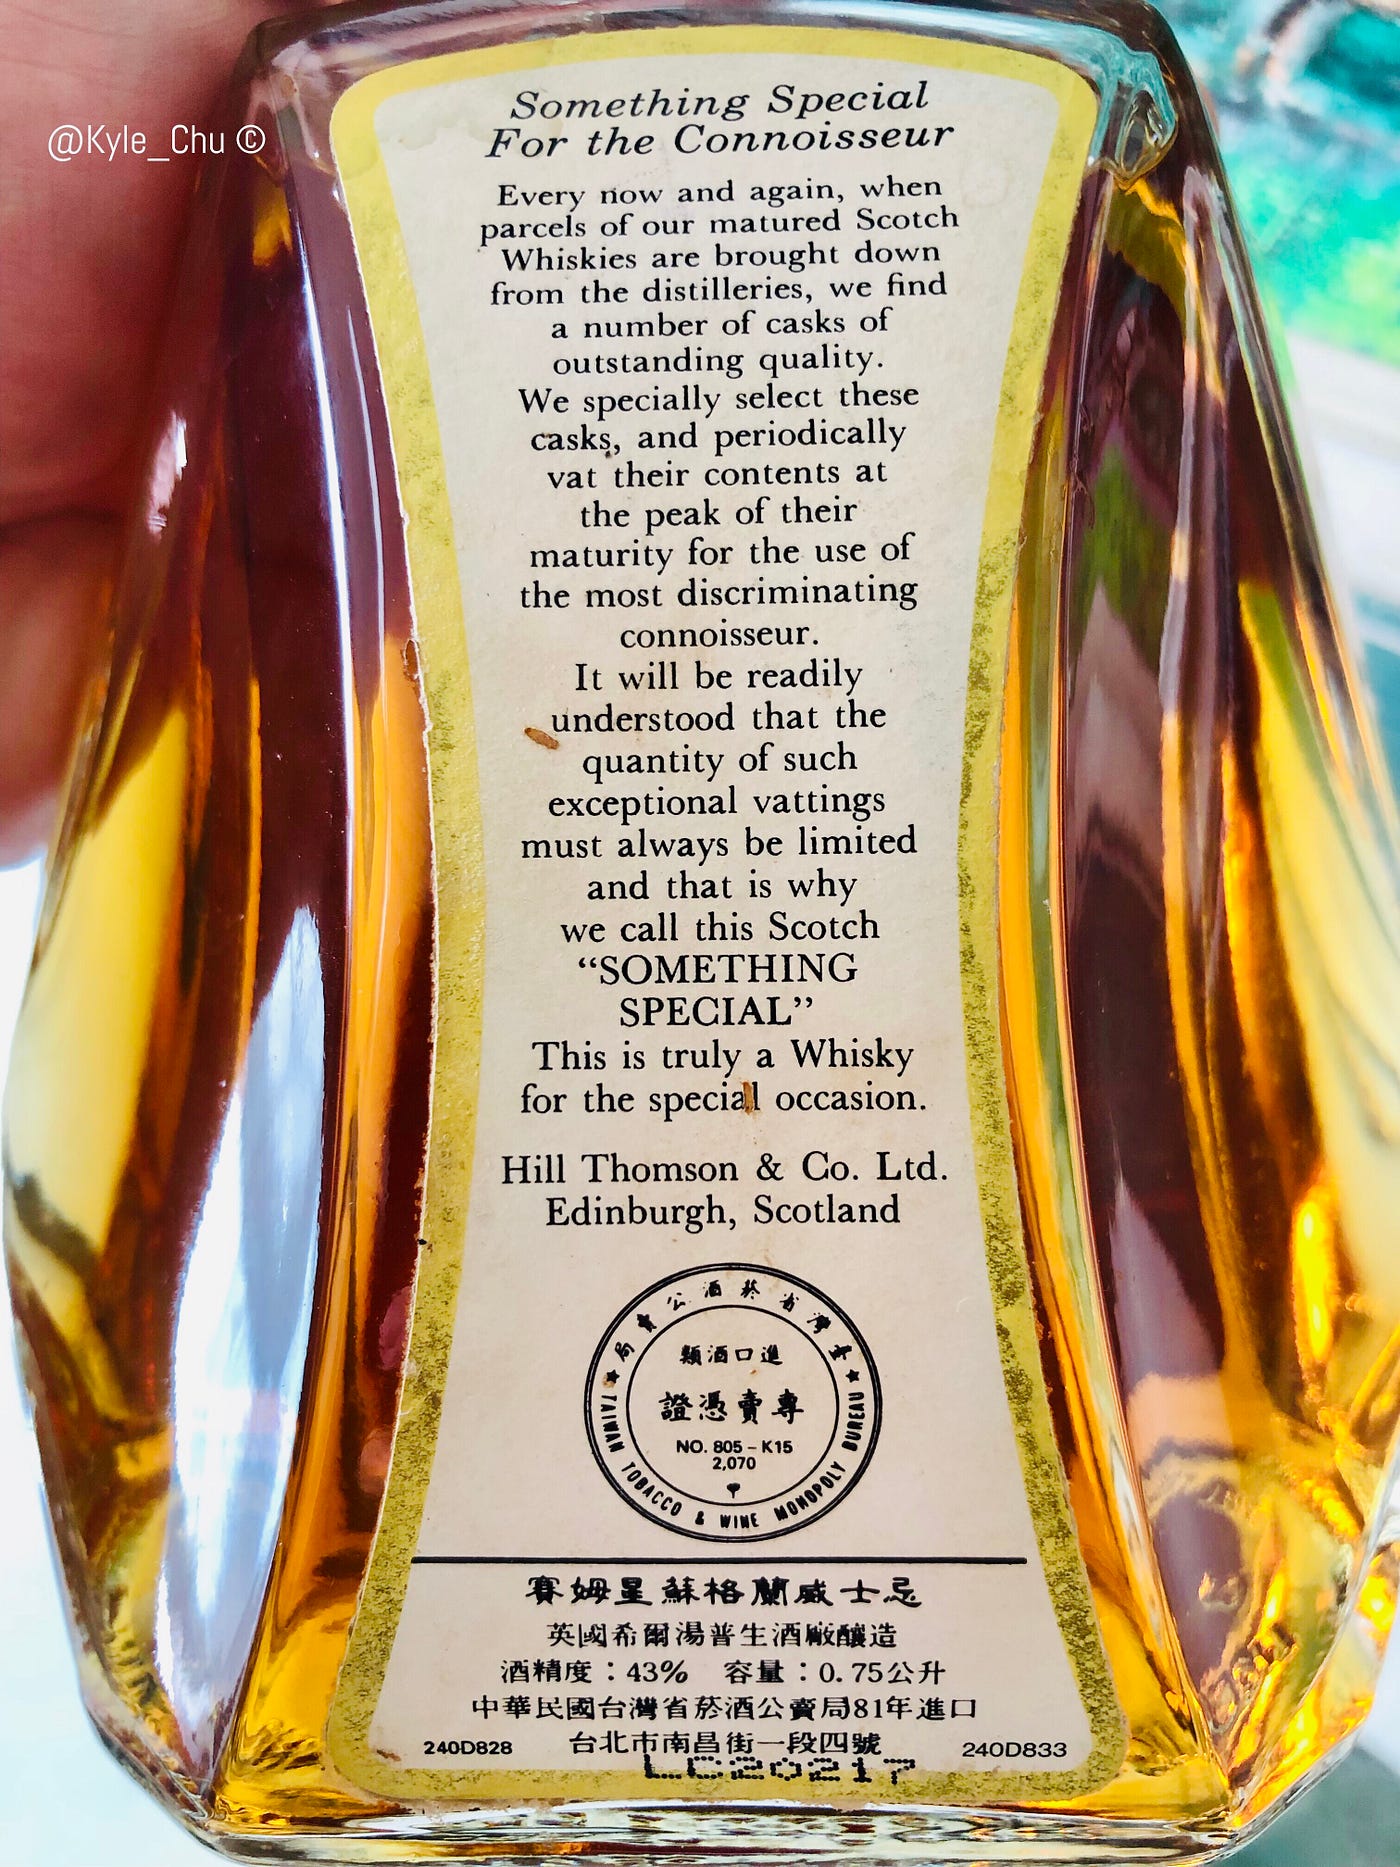 @Kyle_Chu ©
Something Special
For the Connoisseur
Every now and again, when
parcels of our matured Scotch
Whiskies are brought down
from the distilleries, we find
a number of casks of
outstanding quality.
We specially select these
casks, and periodically
vat their contents at
the peak of their
maturity for the use of
the most discriminating
connoisseur.
It will be readily
understood that the
quantity of such
exceptional vattings
must always be limited
and that is why
we call this Scotch
“SOMETHING
SPECIAL”
This is truly a Whisky
for the special occasion.
Hill Thomson & Co. Ltd.
Edinburgh, Scotland
局賣公酒菸省灣臺
類酒口進
證憑賣專
NO. 805 – K15
2,070
TAIWAN TOBACCO & WINE MONOPOLY BUREAU
賽姆星蘇格蘭威士忌
英國希爾湯普生酒廠釀造
酒精度：43% 容量：0.75公升
中華民國台灣省菸酒公賣局81年進口
240D828 台北市南昌街一段四號 240D833
LC20217